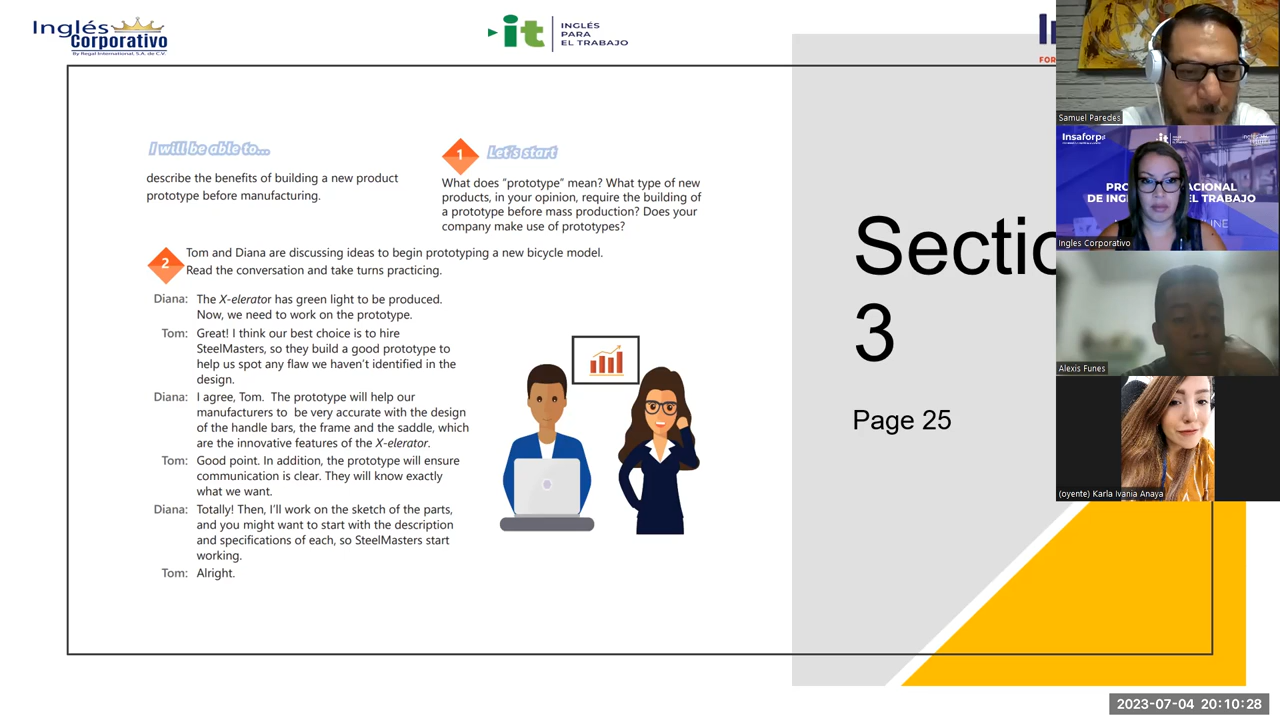 Inglés
Corporativo
By Regal International, S.A. de C.V.
it
INGLÉS
PARA
EL TRABAJO
I will be able to...
describe the benefits of building a new product
prototype before manufacturing.
1
Let's start
What does “prototype” mean? What type of new
products, in your opinion, require the building of
a prototype before mass production? Does your
company make use of prototypes?
2
Tom and Diana are discussing ideas to begin prototyping a new bicycle model.
Read the conversation and take turns practicing.
Diana: The X-elerator has green light to be produced.
Now, we need to work on the prototype.
Tom: Great! I think our best choice is to hire
SteelMasters, so they build a good prototype to
help us spot any flaw we haven’t identified in the
design.
Diana: I agree, Tom. The prototype will help our
manufacturers to be very accurate with the design
of the handle bars, the frame and the saddle, which
are the innovative features of the X-elerator.
Tom: Good point. In addition, the prototype will ensure
communication is clear. They will know exactly
what we want.
Diana: Totally! Then, I’ll work on the sketch of the parts,
and you might want to start with the description
and specifications of each, so SteelMasters start
working.
Tom: Alright.
Sectio
3
Page 25
FOR
Samuel Paredes
Insaforp
it
PRO ACIONAL
DE ING EL TRABAJO
LINE
Ingles Corporativo
Alexis Funes
(oyente) Karla Ivania Anaya
2023-07-04 20:10:28